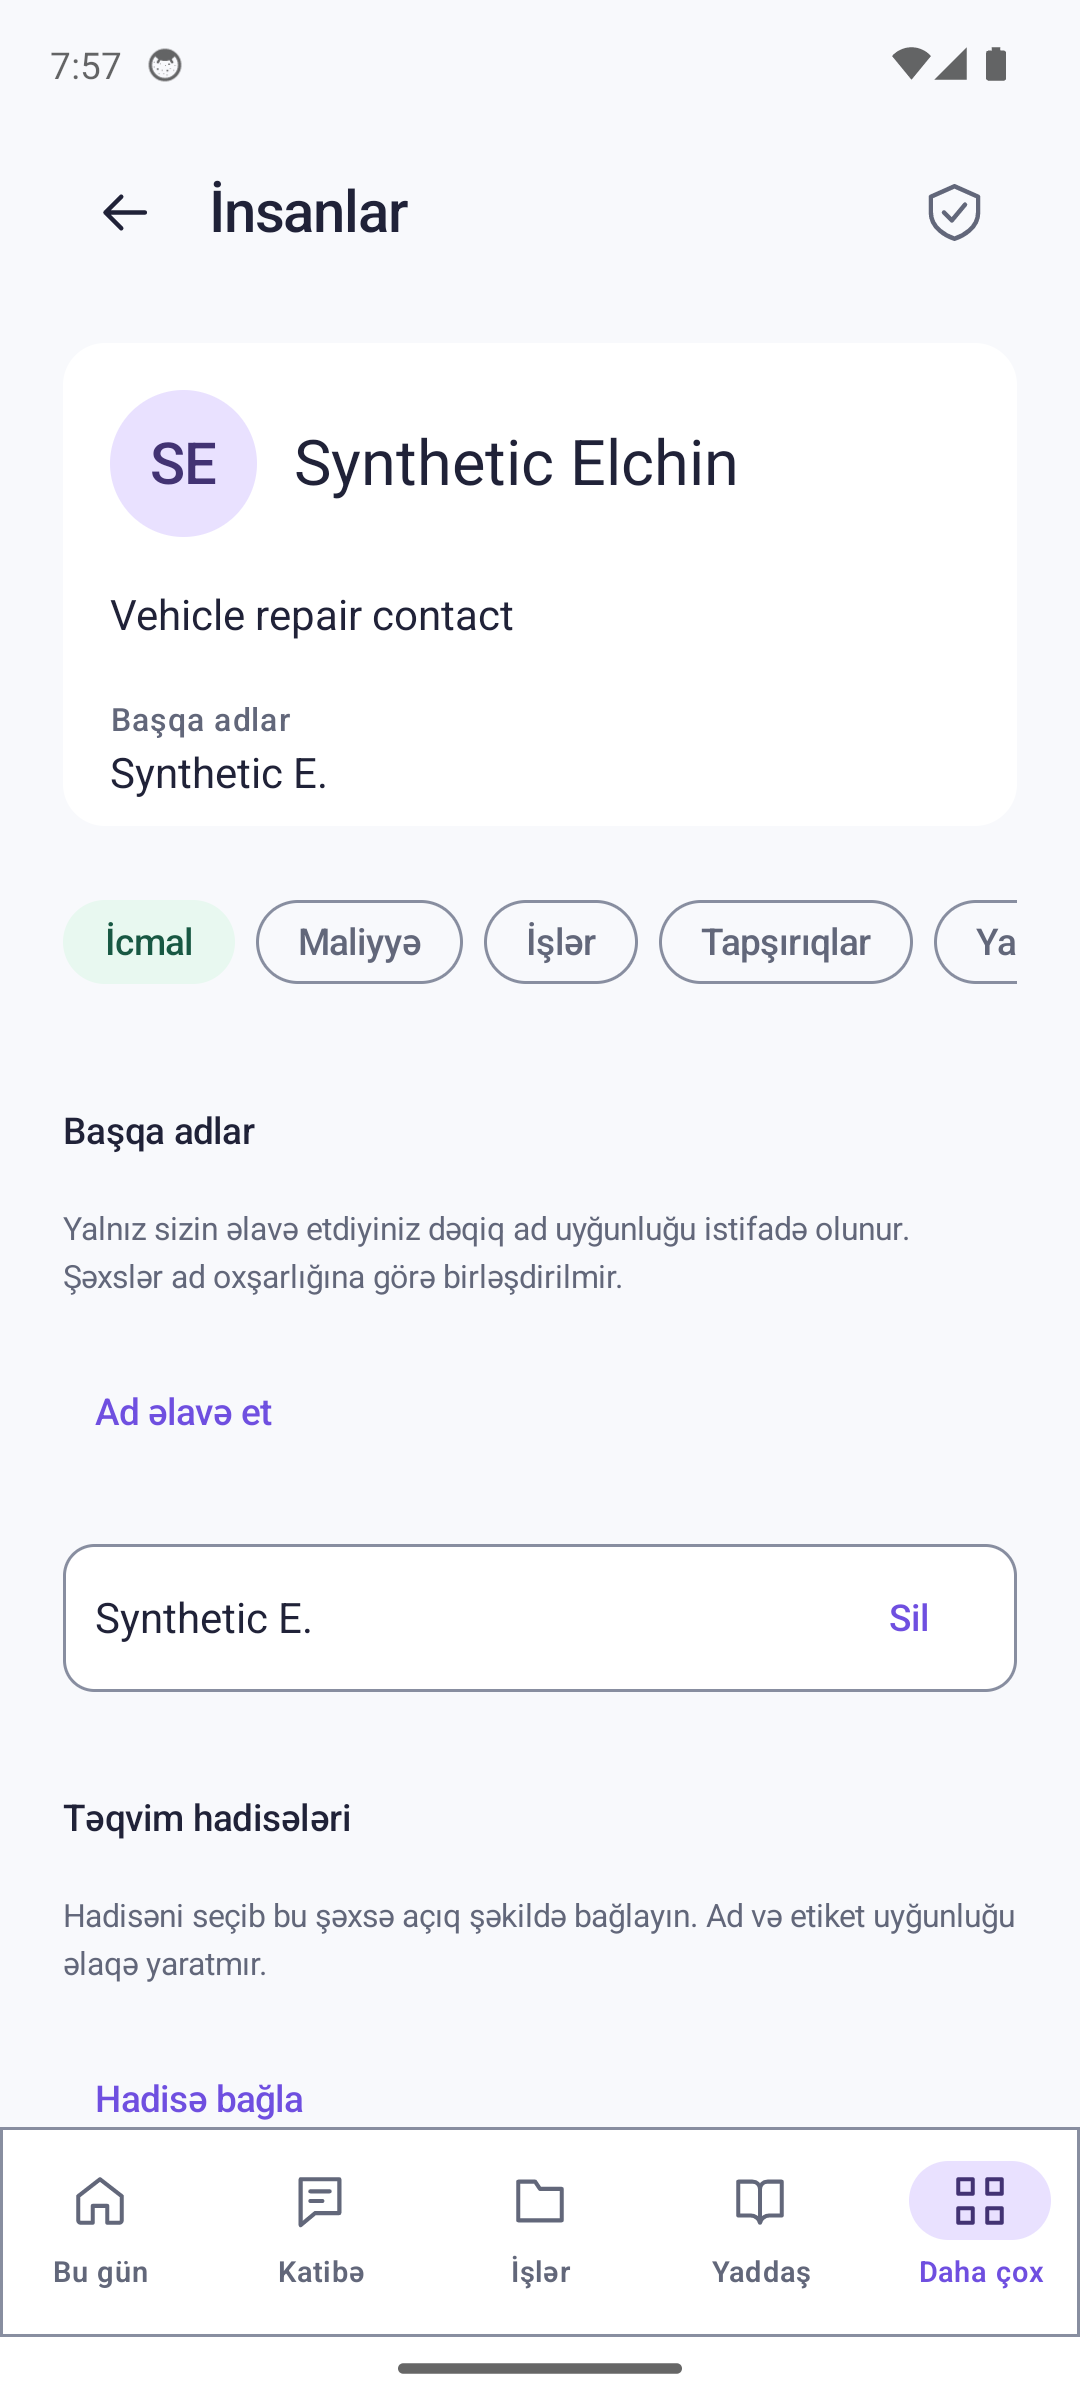 7:57
İnsanlar
SE
Synthetic Elchin
Vehicle repair contact
Başqa adlar
Synthetic E.
İcmal
Maliyyə
İşlər
Tapşırıqlar
Ya
Başqa adlar
Yalnız sizin əlavə etdiyiniz dəqiq ad uyğunluğu istifadə olunur.
Şəxslər ad oxşarlığına görə birləşdirilmir.
Ad əlavə et
Synthetic E.
Sil
Təqvim hadisələri
Hadisəni seçib bu şəxsə açıq şəkildə bağlayın. Ad və etiket uyğunluğu
əlaqə yaratmır.
Hadisə bağla
Bu gün
Katibə
İşlər
Yaddaş
Daha çox